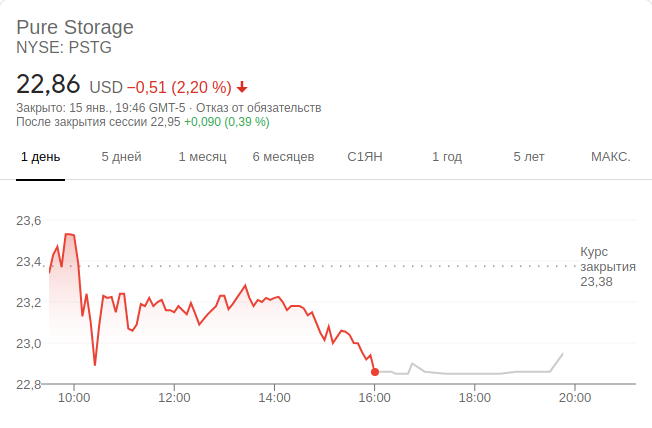 Pure Storage
NYSE: PSTG
22,86 USD −0,51 (2,20 %)
Закрыто: 15 янв., 19:46 GMT-5 · Отказ от обязательств
После закрытия сессии 22,95 +0,090 (0,39 %)
1 день 5 дней 1 месяц 6 месяцев С1ЯН 1 год 5 лет МАКС.
23,6
Курс
23,4 закрытия
23,38
23,2
23,0
22,8
10:00 12:00 14:00 16:00 18:00 20:00